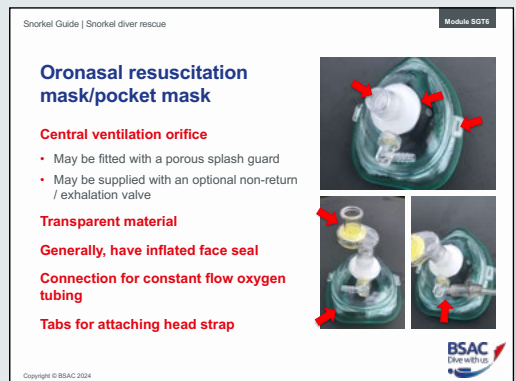 Snorkel Guide | Snorkel diver rescue
Module SGT6
Oronasal resuscitation
mask/pocket mask
Central ventilation orifice
• May be fitted with a porous splash guard
• May be supplied with an optional non-return
/ exhalation valve
Transparent material
Generally, have inflated face seal
Connection for constant flow oxygen
tubing
Tabs for attaching head strap
BSAC
Dive with us
Copyright © BSAC 2024